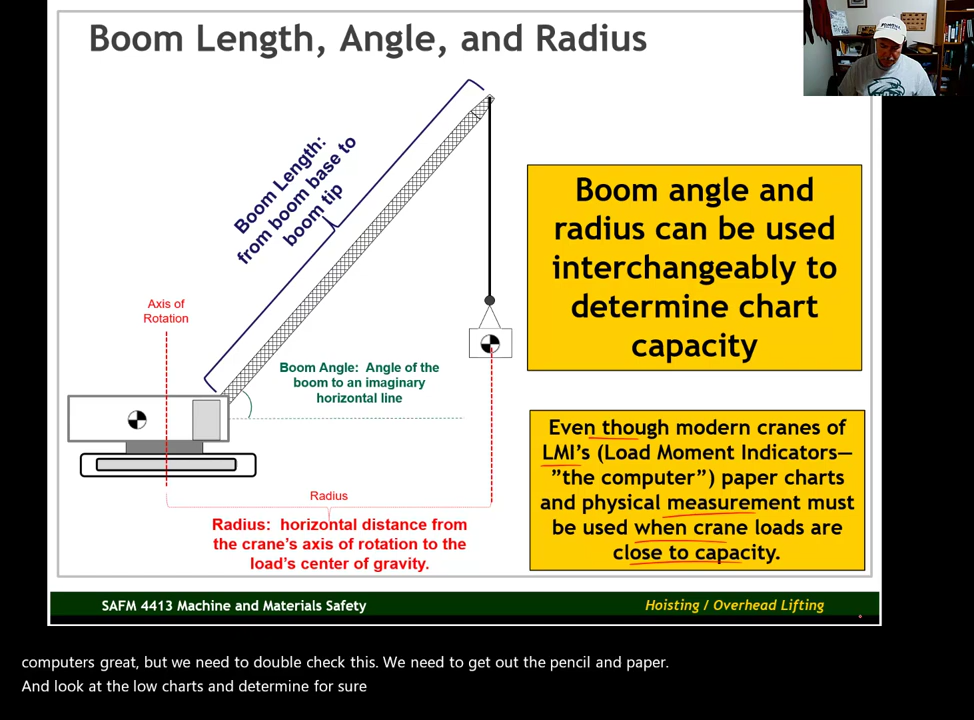 Boom Length, Angle, and Radius
Boom Length:
from boom base to
boom tip
Axis of
Rotation
Boom Angle: Angle of the
boom to an imaginary
horizontal line
Radius
Radius: horizontal distance from
the crane's axis of rotation to the
load's center of gravity.
Boom angle and
radius can be used
interchangeably to
determine chart
capacity
Even though modern cranes of
LMI's (Load Moment Indicators—
”the computer”) paper charts
and physical measurement must
be used when crane loads are
close to capacity.
SAFM 4413 Machine and Materials Safety
Hoisting / Overhead Lifting
computers great, but we need to double check this. We need to get out the pencil and paper.
And look at the low charts and determine for sure